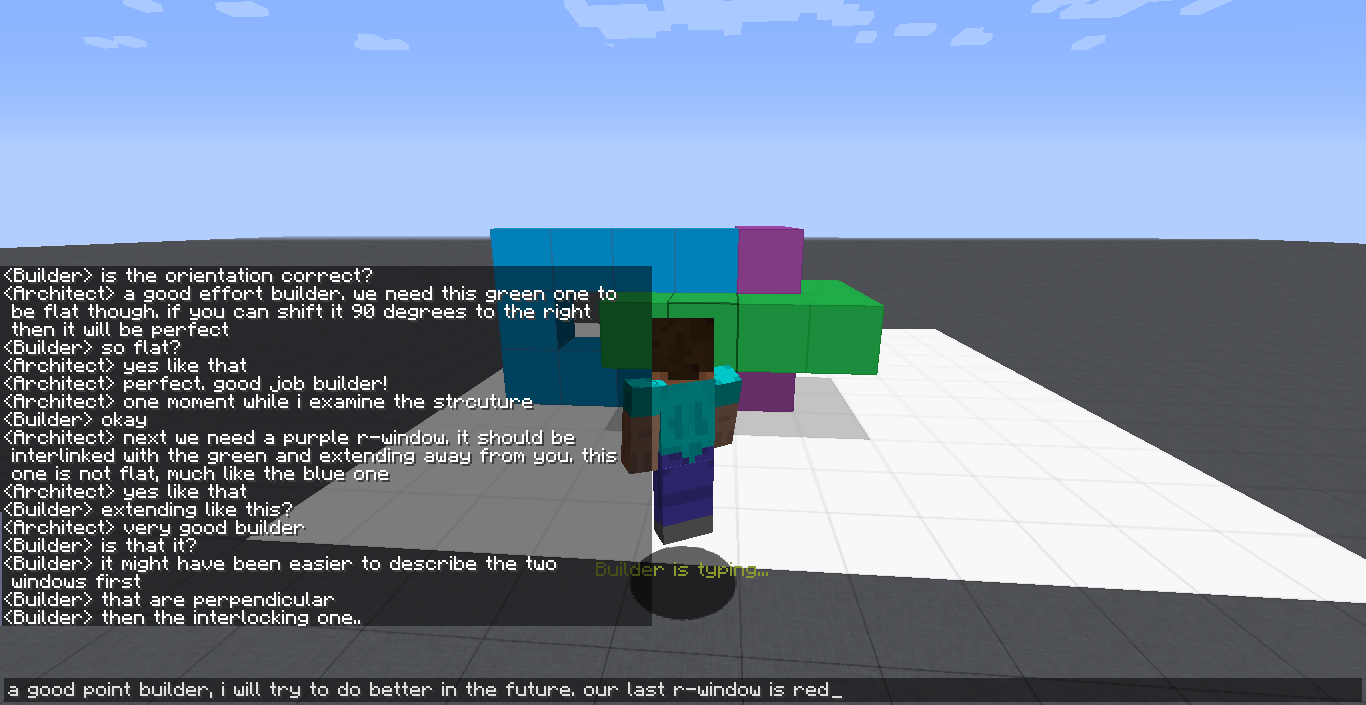 <Builder> is the orientation correct?
<Architect> a good effort builder. we need this green one to
be flat though. if you can shift it 90 degrees to the right
then it will be perfect
<Builder> so flat?
<Architect> yes like that
<Architect> perfect. good job builder!
<Architect> one moment while i examine the strcuture
<Builder> okay
<Architect> next we need a purple r-window. it should be
interlinked with the green and extending away from you. this
one is not flat, much like the blue one
<Architect> yes like that
<Builder> extending like this?
<Architect> very good builder
<Builder> is that it?
<Builder> it might have been easier to describe the two
windows first
<Builder> that are perpendicular
<Builder> then the interlocking one..
Builder is typing...
a good point builder, i will try to do better in the future. our last r-window is red_